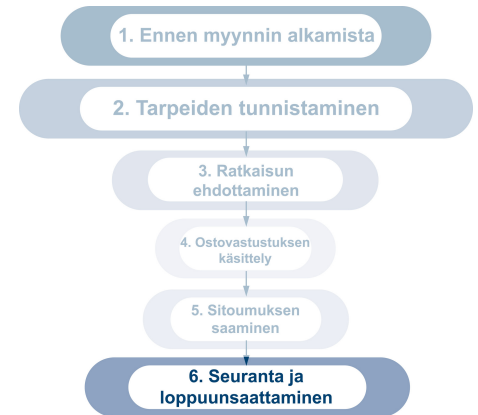 1. Ennen myynnin alkamista
2. Tarpeiden tunnistaminen
3. Ratkaisun
ehdottaminen
4. Ostovastustuksen
käsittely
5. Sitoumuksen
saaminen
6. Seuranta ja
loppuunsaattaminen